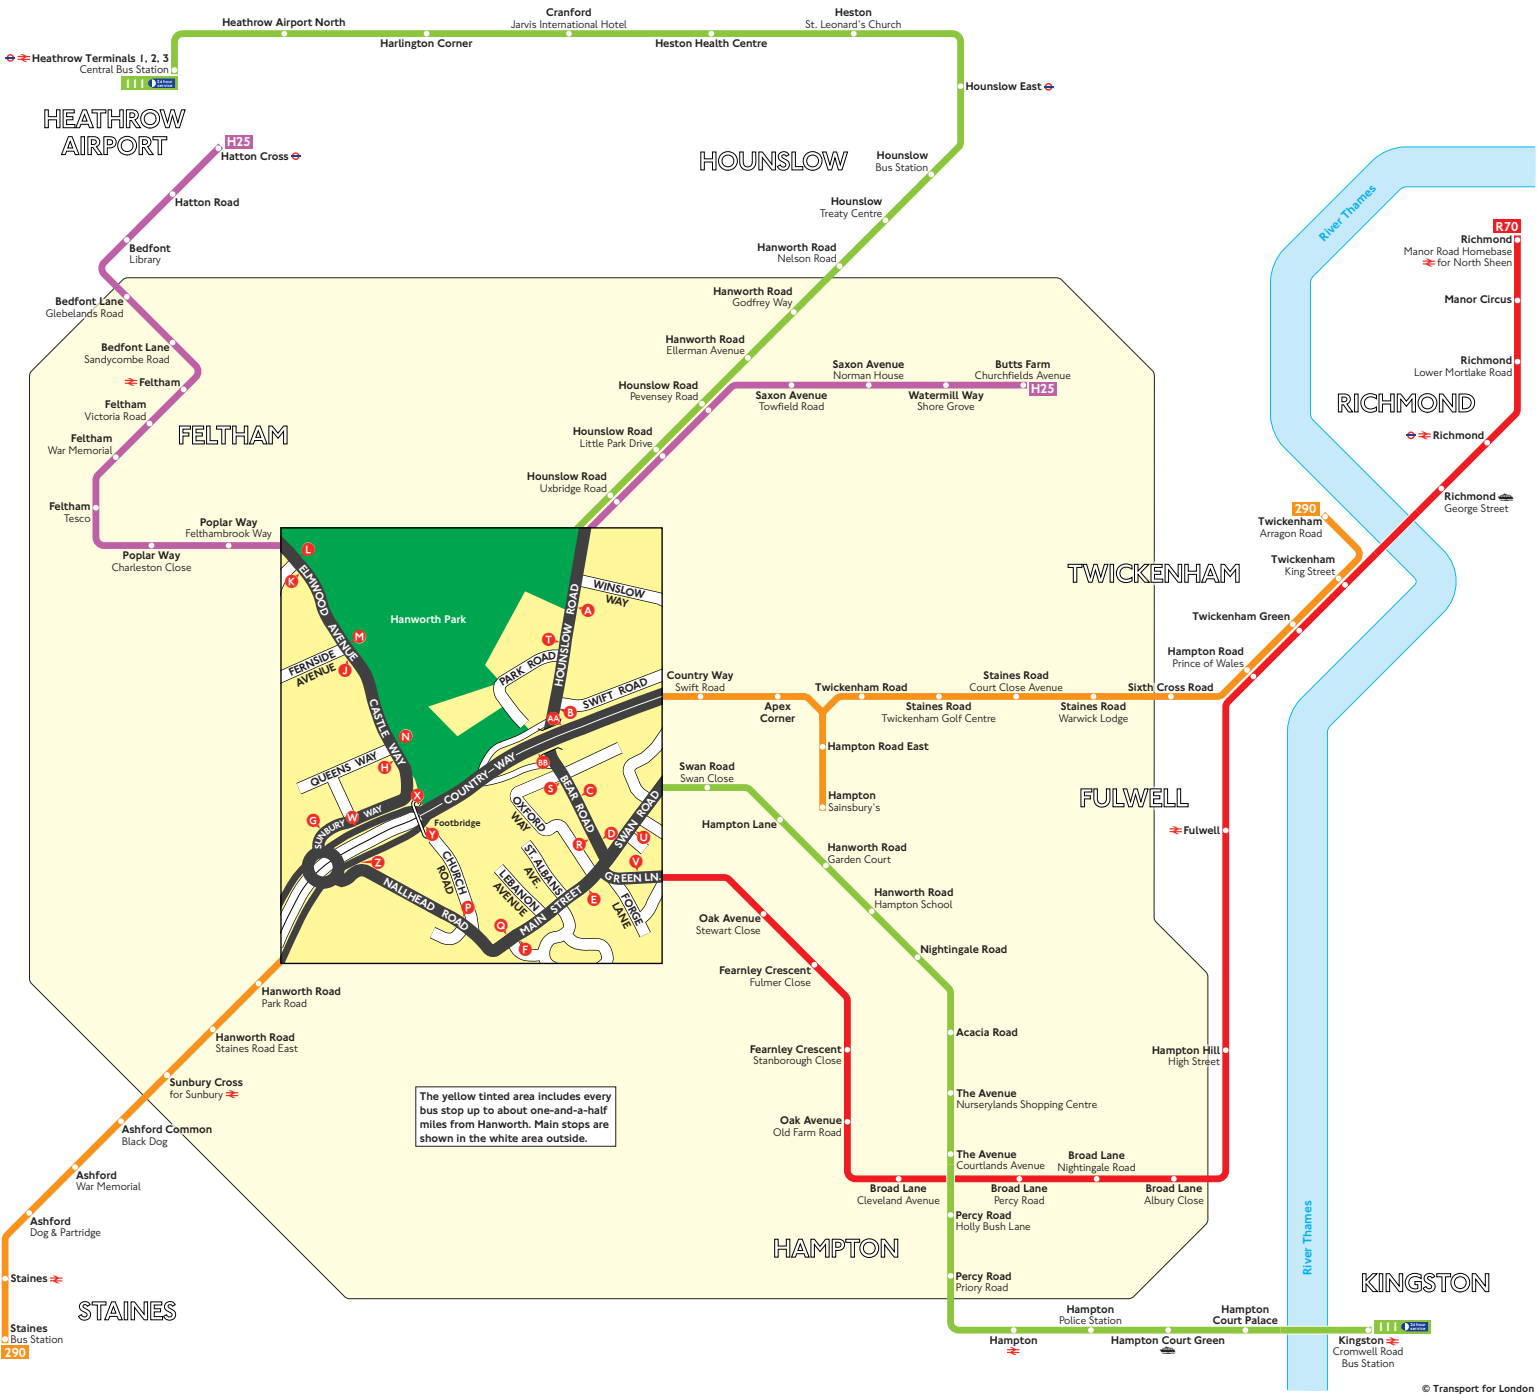 Heathrow Airport North
Harlington Corner
Cranford
Jarvis International Hotel
Heston Health Centre
Heston
St. Leonard's Church
Heathrow Terminals 1, 2, 3
Central Bus Station
111
24 hour
service
HEATHROW
AIRPORT
Hounslow East
HOUNSLOW
Hounslow
Bus Station
Hounslow
Treaty Centre
Hanworth Road
Nelson Road
Hanworth Road
Godfrey Way
Hanworth Road
Ellerman Avenue
Hounslow Road
Pevensey Road
Hounslow Road
Little Park Drive
Hounslow Road
Uxbridge Road
H25
Hatton Cross
Hatton Road
Bedfont
Library
Bedfont Lane
Glebelands Road
Bedfont Lane
Sandycombe Road
Feltham
Feltham
Victoria Road
Feltham
War Memorial
FELTHAM
Feltham
Tesco
Poplar Way
Felthambrook Way
Poplar Way
Charleston Close
Saxon Avenue
Norman House
Butts Farm
Churchfields Avenue
Saxon Avenue
Towfield Road
Watermill Way
Shore Grove
H25
River Thames
R70
Richmond
Manor Road Homebase
for North Sheen
Manor Circus
Richmond
Lower Mortlake Road
RICHMOND
Richmond
Richmond
George Street
290
Twickenham
Arragon Road
Twickenham
King Street
TWICKENHAM
Twickenham Green
Hampton Road
Prince of Wales
Country Way
Swift Road
Apex
Corner
Twickenham Road
Staines Road
Twickenham Golf Centre
Staines Road
Court Close Avenue
Staines Road
Warwick Lodge
Sixth Cross Road
Hampton Road East
Hampton
Sainsbury's
FULWELL
Fulwell
Swan Road
Swan Close
Hampton Lane
Hanworth Road
Garden Court
Hanworth Road
Hampton School
Nightingale Road
Oak Avenue
Stewart Close
Fearnley Crescent
Fulmer Close
Acacia Road
Fearnley Crescent
Stanborough Close
The Avenue
Nurserylands Shopping Centre
Oak Avenue
Old Farm Road
The Avenue
Courtlands Avenue
Broad Lane
Nightingale Road
Hampton Hill
High Street
Broad Lane
Cleveland Avenue
Broad Lane
Percy Road
Broad Lane
Albury Close
Percy Road
Holly Bush Lane
HAMPTON
Percy Road
Priory Road
Hampton
Hampton
Police Station
Hampton Court Green
Hampton
Court Palace
River Thames
KINGSTON
111
24 hour
service
Kingston
Cromwell Road
Bus Station
Hanworth Park
ELMWOOD AVENUE
FERNSIDE
AVENUE
CASTLE WAY
QUEENS WAY
SUNBURY WAY
COUNTRY WAY
Footbridge
CHURCH
ROAD
NALLHEAD ROAD
MAIN STREET
LEBANON
AVENUE
ST. ALBANS
AVE.
OXFORD
WAY
BEAR ROAD
SWAN ROAD
GREEN LN.
FORGE
LANE
SWIFT ROAD
PARK ROAD
HOUNSLOW ROAD
WINSLOW
WAY
L
K
M
J
N
H
X
G
W
Y
Z
P
Q
F
E
V
U
D
R
C
S
BB
AA
B
T
A
Hanworth Road
Park Road
Hanworth Road
Staines Road East
Sunbury Cross
for Sunbury
Ashford Common
Black Dog
Ashford
War Memorial
Ashford
Dog & Partridge
Staines
STAINES
Staines
Bus Station
290
The yellow tinted area includes every
bus stop up to about one-and-a-half
miles from Hanworth. Main stops are
shown in the white area outside.
© Transport for London